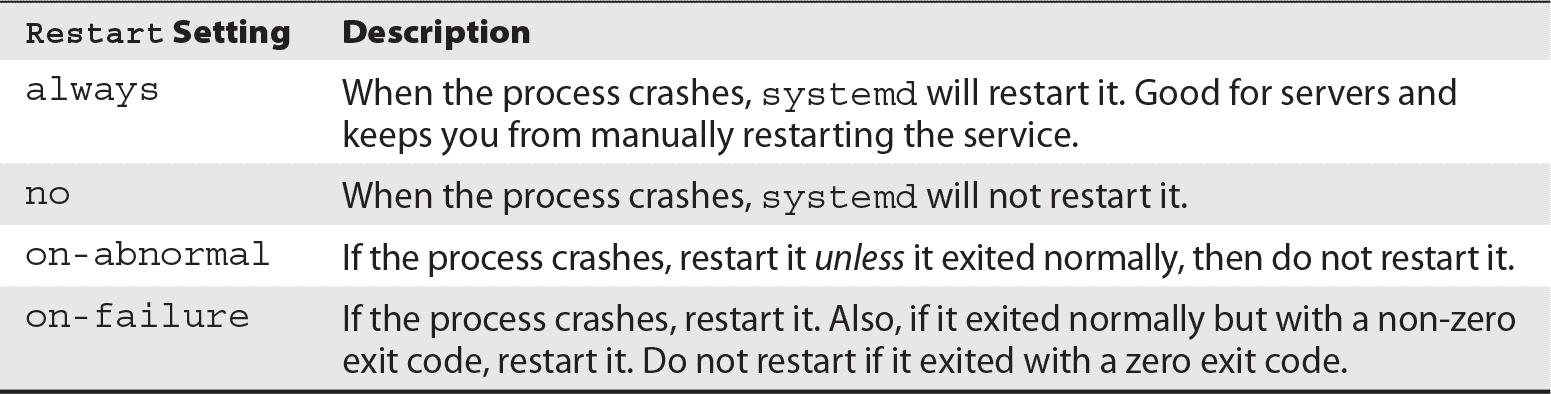 Restart Setting Description
always When the process crashes, systemd will restart it. Good for servers and
keeps you from manually restarting the service.
no When the process crashes, systemd will not restart it.
on-abnormal If the process crashes, restart it unless it exited normally, then do not restart it.
on-failure If the process crashes, restart it. Also, if it exited normally but with a non-zero
exit code, restart it. Do not restart if it exited with a zero exit code.